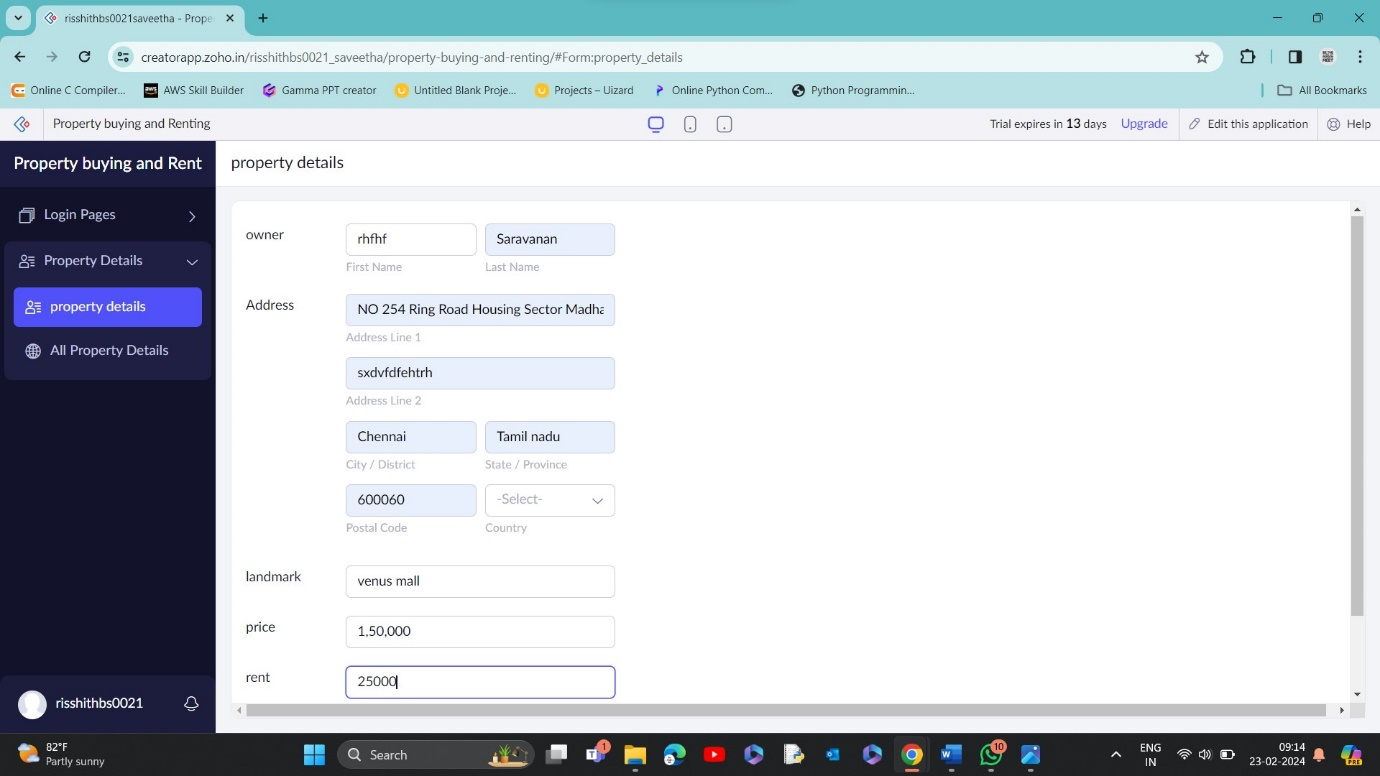 risshithbs0021saveetha - Prope
creatorapp.zoho.in/risshithbs0021_saveetha/property-buying-and-renting/#Form:property_details
Online C Compiler... AWS Skill Builder Gamma PPT creator Untitled Blank Proje... Projects – Uizard Online Python Com... Python Programmin... All Bookmarks
Property buying and Renting Trial expires in 13 days Upgrade Edit this application Help
Property buying and Rent property details
Login Pages
Property Details
property details
All Property Details
owner rhfhf Saravanan
First Name Last Name
Address NO 254 Ring Road Housing Sector Madha
Address Line 1
sxdvfdfehtrh
Address Line 2
Chennai Tamil nadu
City / District State / Province
600060 -Select-
Postal Code Country
landmark venus mall
price 1,50,000
rent 25000
risshithbs0021
82°F
Partly sunny
Search
1
10
ENG
IN
09:14
23-02-2024